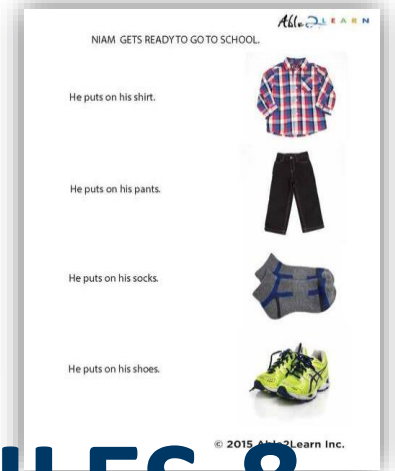 Able2LEARN
NIAM GETS READY TO GO TO SCHOOL.
He puts on his shirt.
He puts on his pants.
He puts on his socks.
He puts on his shoes.
© 2015 Able2Learn Inc.